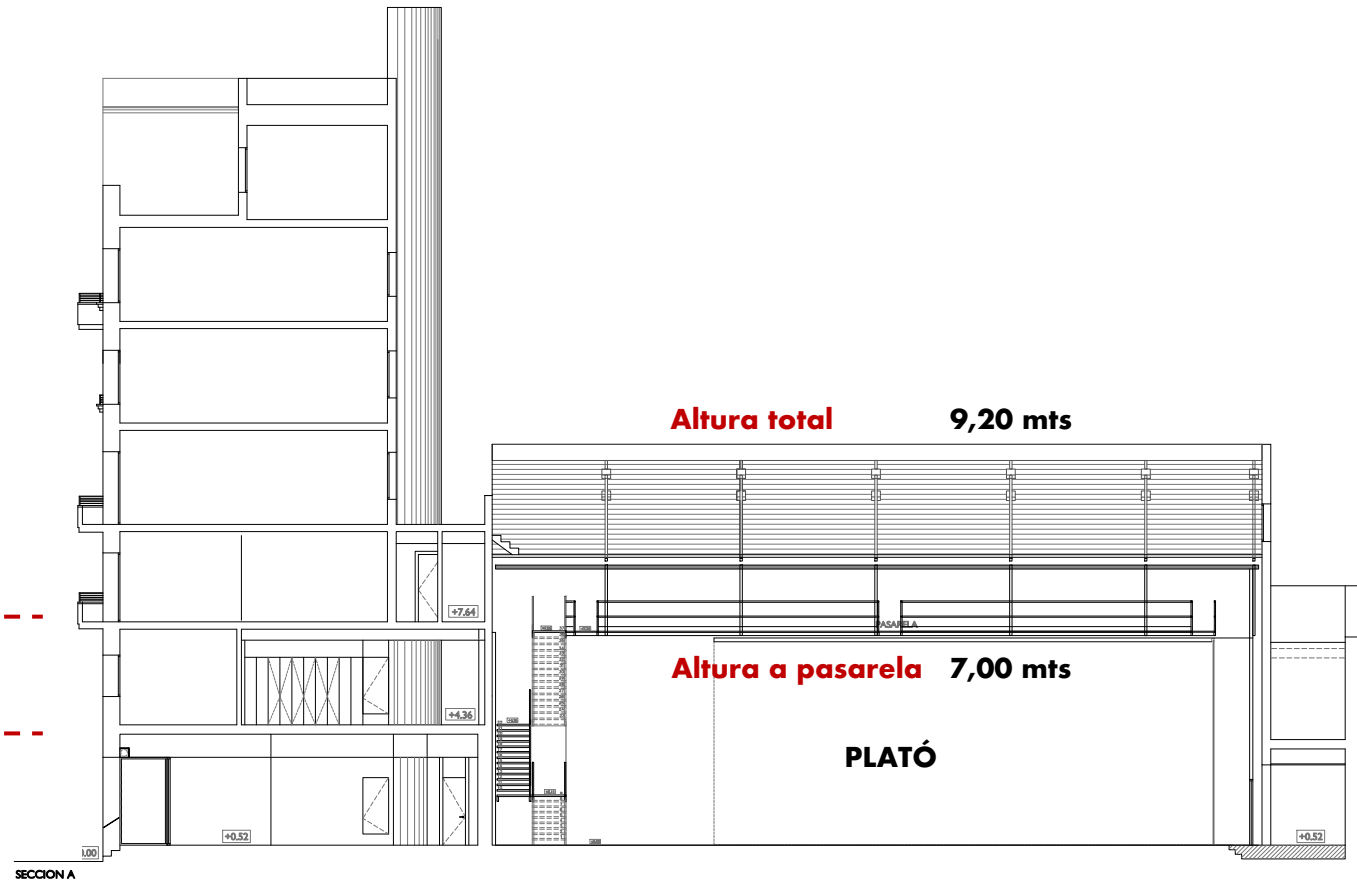 Altura total 9,20 mts
+7.64
PASARELA
Altura a pasarela 7,00 mts
+4.36
PLATÓ
+0.52
+0.52
SECCION A